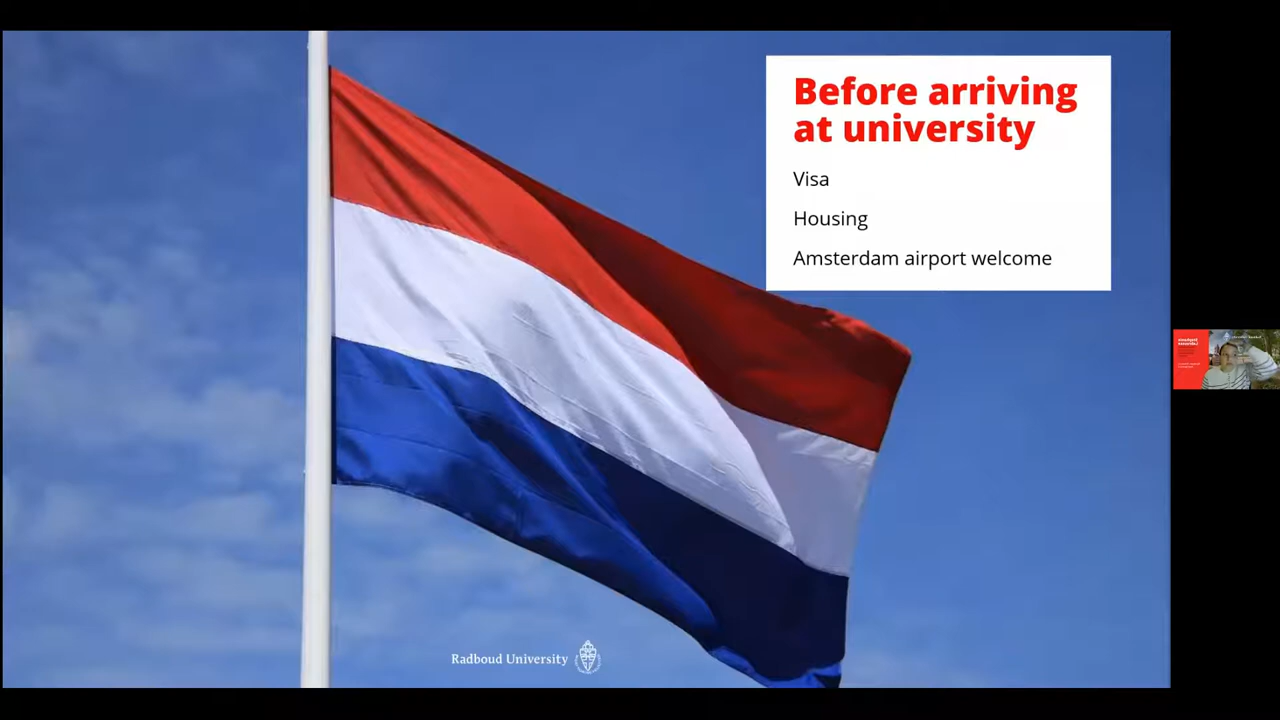 Before arriving
at university
Visa
Housing
Amsterdam airport welcome
Radboud University